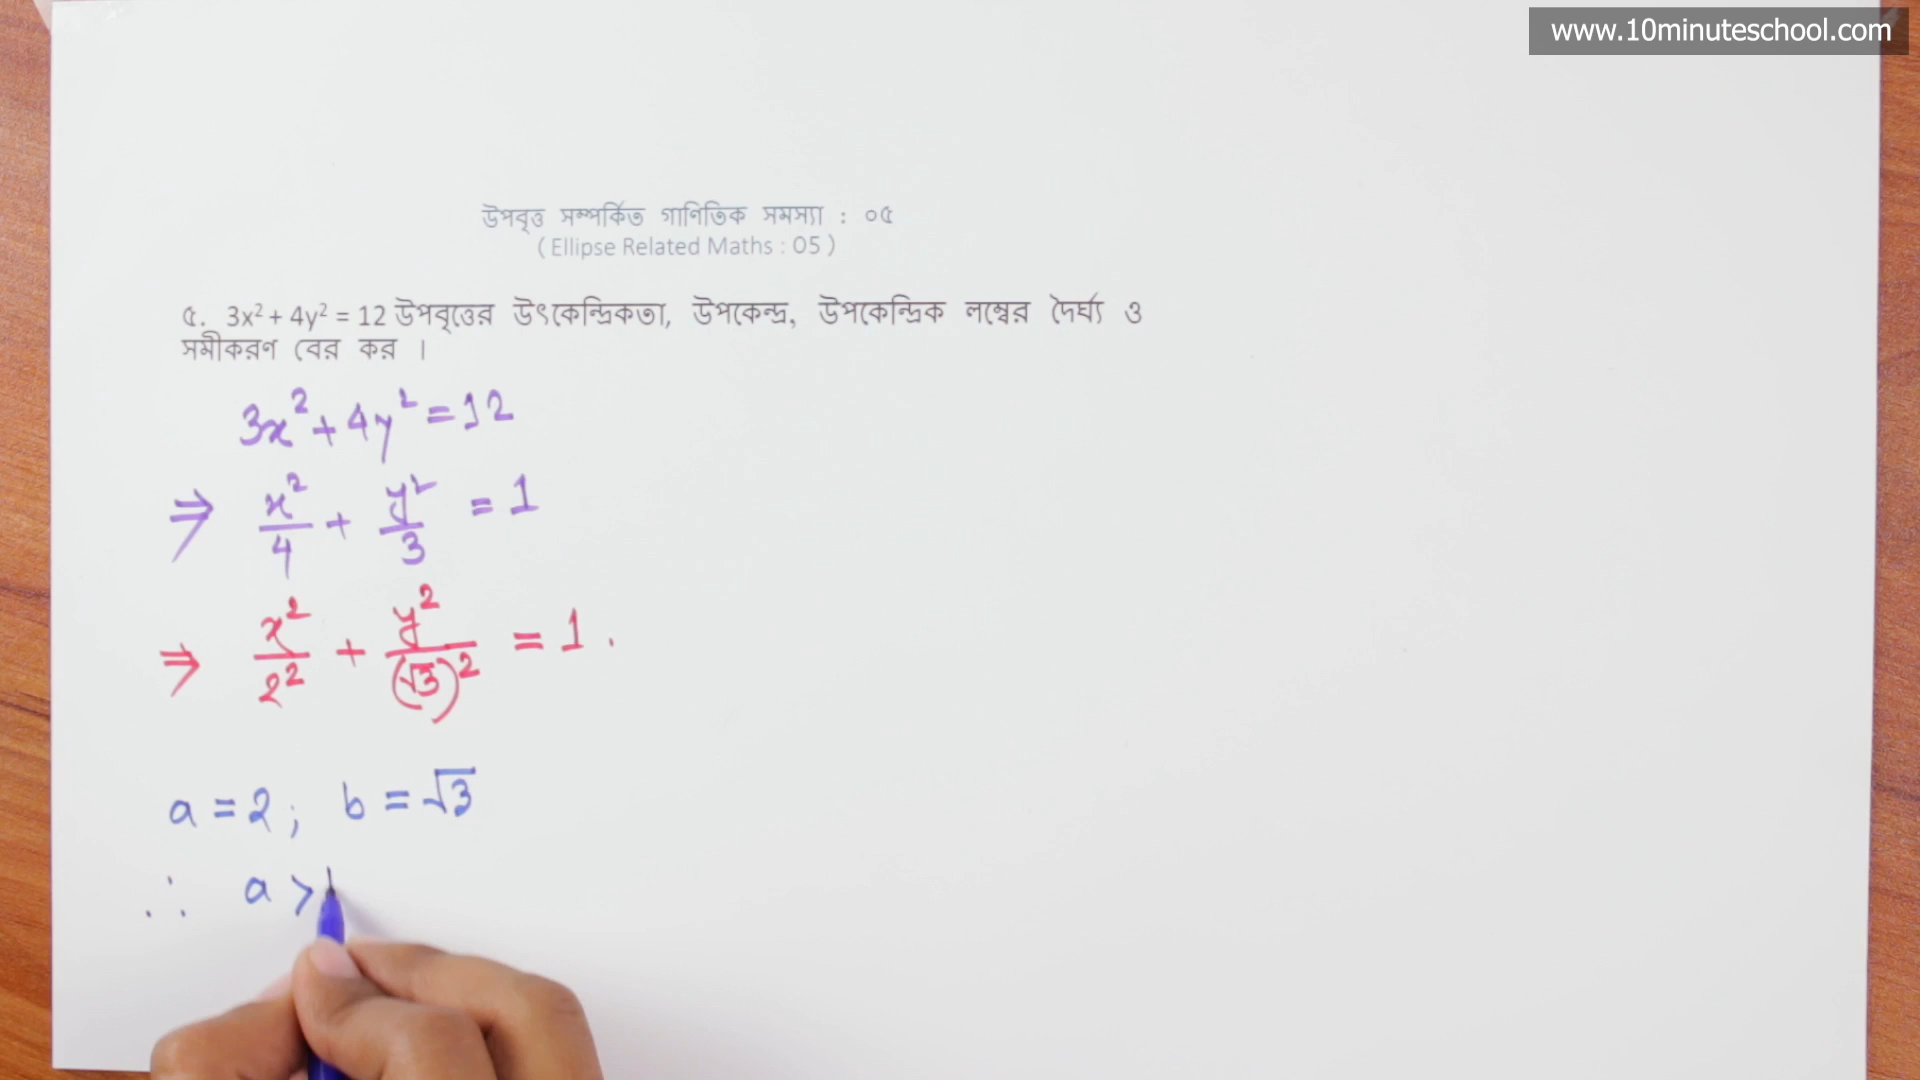 www.10minuteschool.com
উপবৃত্ত সম্পর্কিত গাণিতিক সমস্যা : ০৫
( Ellipse Related Maths : 05 )
৫. 3x² + 4y² = 12 উপবৃত্তের উৎকেন্দ্রিকতা, উপকেন্দ্র, উপকেন্দ্রিক লম্বের দৈর্ঘ্য ও
সমীকরণ বের কর ।
3x² + 4y² = 12
⇒ x²/4 + y²/3 = 1
⇒ x²/2² + y²/(√3)² = 1 .
a = 2 ; b = √3
∴ a >